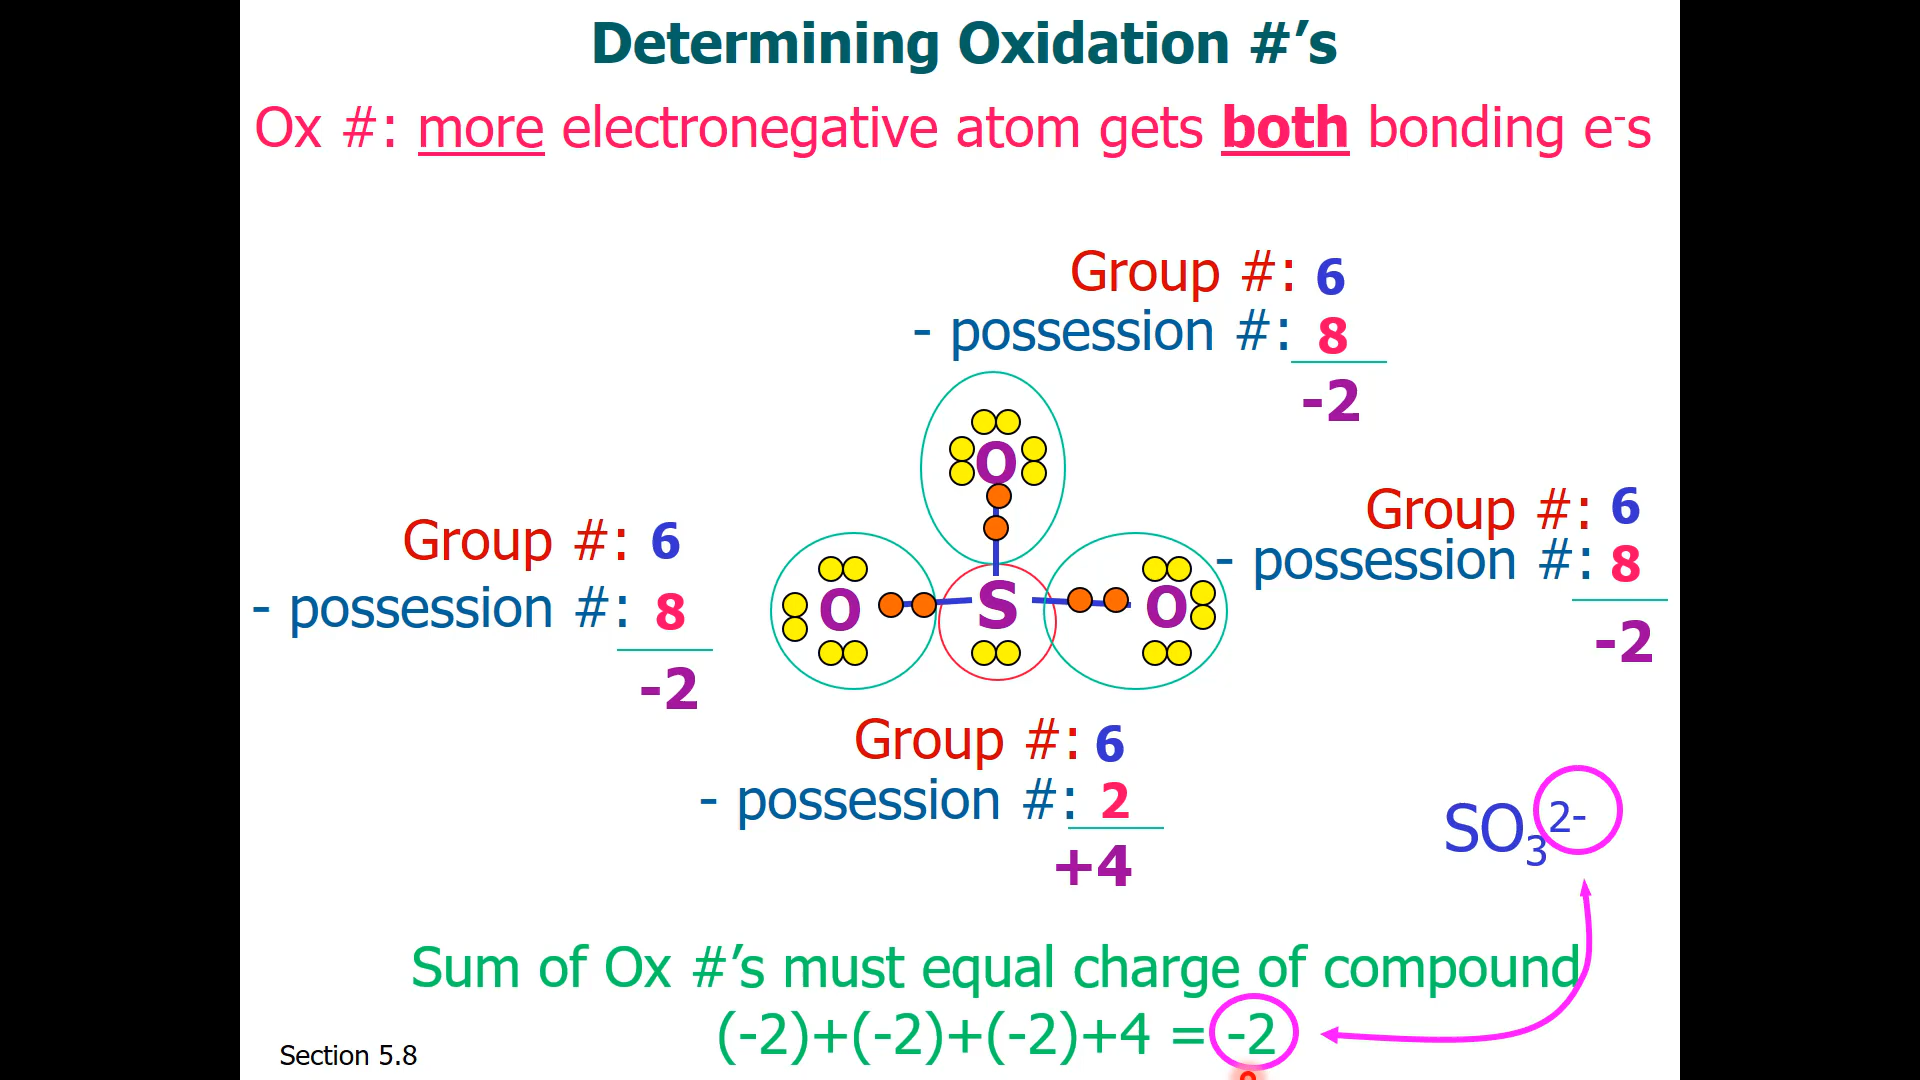 Determining Oxidation #’s
Ox #: more electronegative atom gets both bonding e⁻s
Group #: 6
- possession #: 8
-2
Group #: 6
- possession #: 8
-2
Group #: 6
- possession #: 8
-2
O
O S O
Group #: 6
- possession #: 2
+4
SO₃²⁻
Sum of Ox #’s must equal charge of compound
(-2)+(-2)+(-2)+4 = -2
Section 5.8